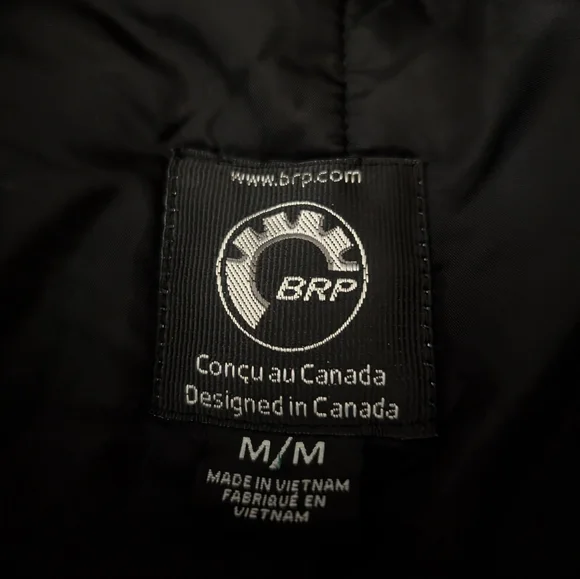 www.brp.com
BRP
Conçu au Canada
Designed in Canada
M/M
MADE IN VIETNAM
FABRIQUÉ EN
VIETNAM